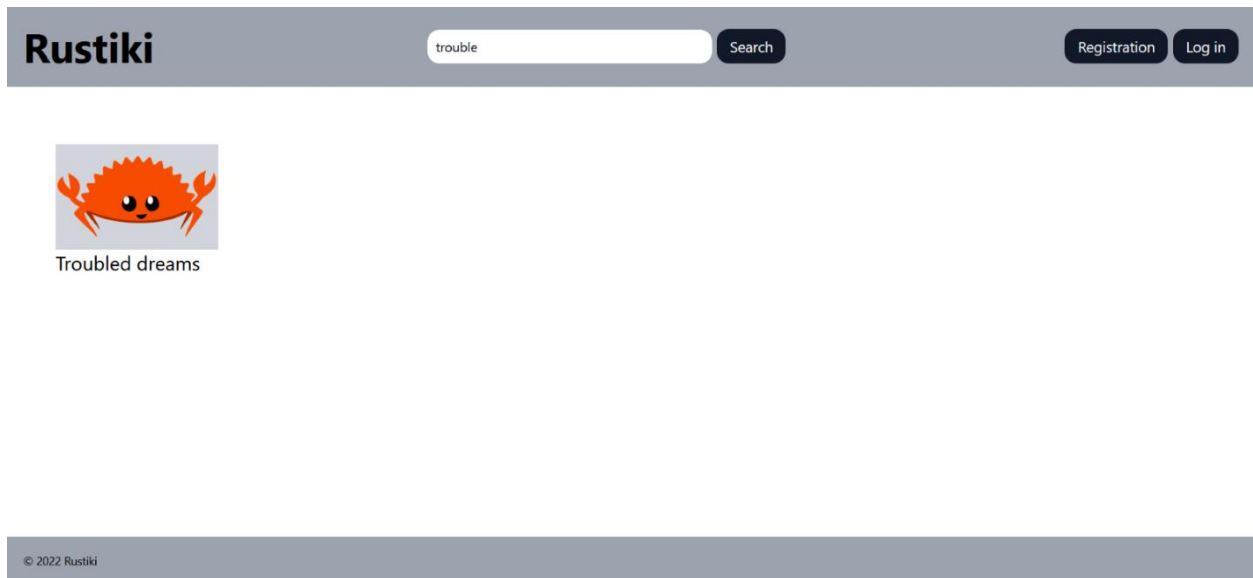 Rustiki
trouble
Search
Registration
Log in
Troubled dreams
© 2022 Rustiki